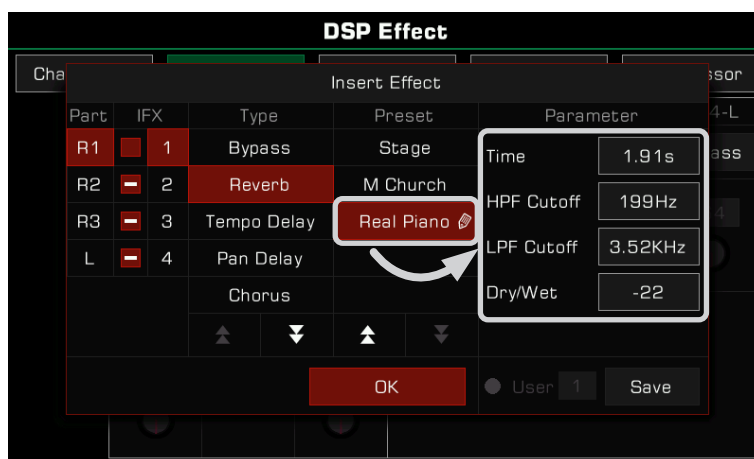 DSP Effect
Cha
ssor
Insert Effect
Part IFX Type Preset Parameter
4-L
R1 1 Bypass Stage Time 1.91s
ass
R2 2 Reverb M Church HPF Cutoff 199Hz
R3 3 Tempo Delay Real Piano LPF Cutoff 3.52KHz
4
L 4 Pan Delay Dry/Wet -22
Chorus
OK User 1 Save